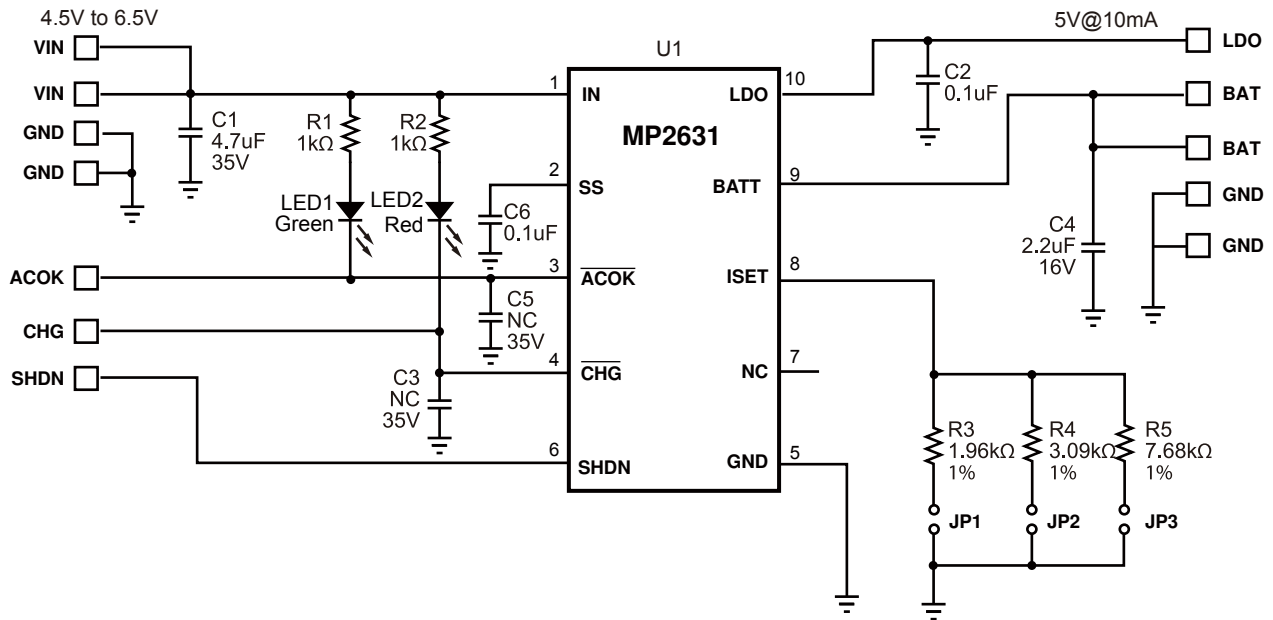 4.5V to 6.5V
VIN
VIN
GND
GND
ACOK
CHG
SHDN
C1
4.7uF
35V
R1
1kΩ
R2
1kΩ
LED1
Green
LED2
Red
C6
0.1uF
C5
NC
35V
C3
NC
35V
U1
MP2631
1
IN
2
SS
3
ACOK
4
CHG
6
SHDN
10
LDO
9
BATT
8
ISET
7
NC
5
GND
5V@10mA
LDO
BAT
BAT
GND
GND
C2
0.1uF
C4
2.2uF
16V
R3
1.96kΩ
1%
R4
3.09kΩ
1%
R5
7.68kΩ
1%
JP1
JP2
JP3